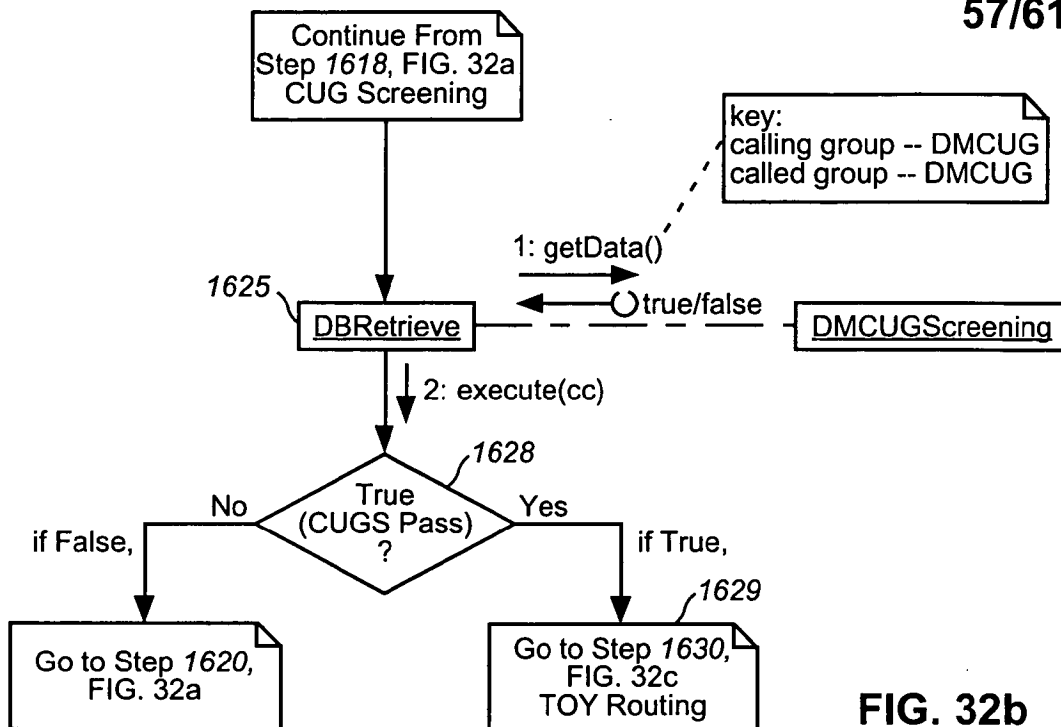 57/61
Continue From
Step 1618, FIG. 32a
CUG Screening
key:
calling group -- DMCUG
called group -- DMCUG
1: getData()
true/false
1625
DBRetrieve
DMCUGScreening
2: execute(cc)
1628
True
(CUGS Pass)
?
No
Yes
if False,
if True,
1629
Go to Step 1620,
FIG. 32a
Go to Step 1630,
FIG. 32c
TOY Routing
FIG. 32b